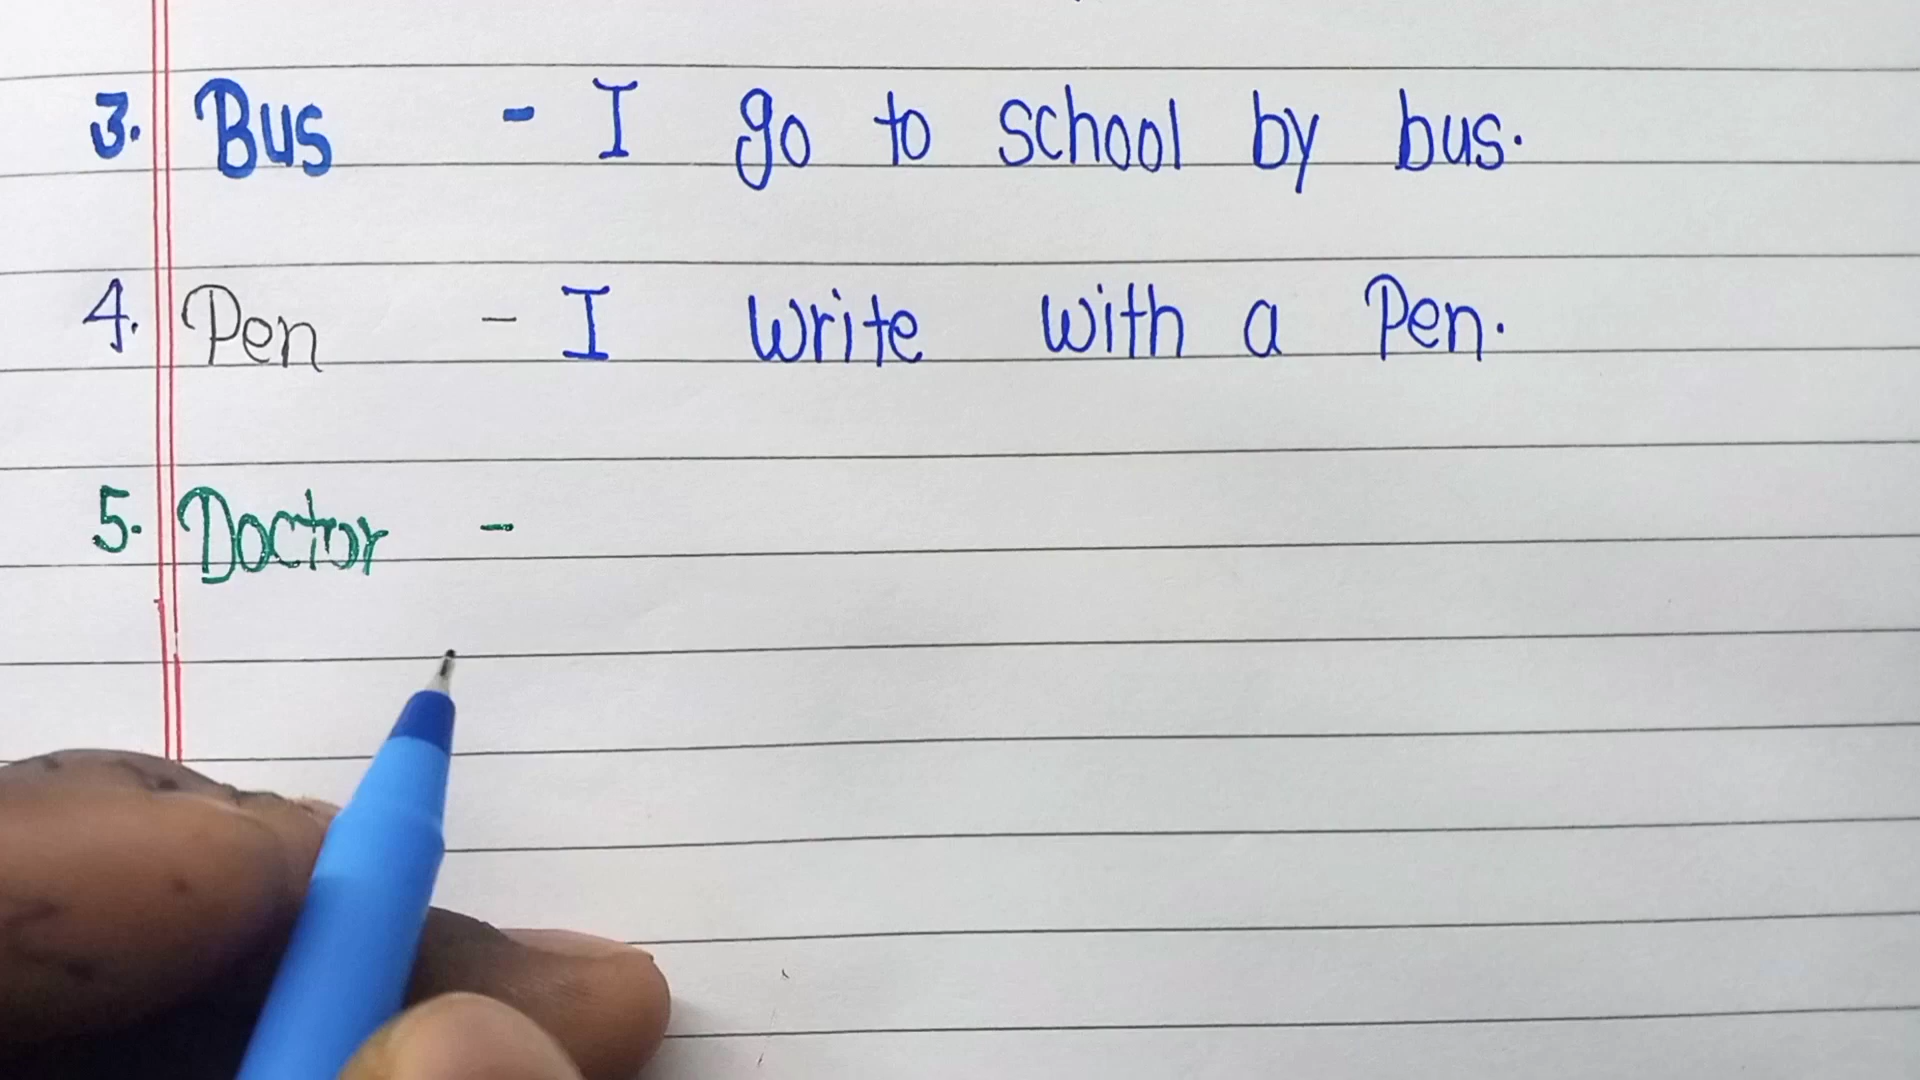 3. Bus - I go to school by bus.
4. Pen - I write with a Pen.
5. Doctor -